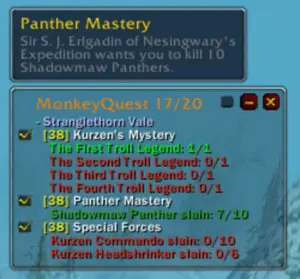 Panther Mastery
Sir S. J. Erlgadin of Nesingwary's
Expedition wants you to kill 10
Shadowmaw Panthers.
MonkeyQuest 17/20
- Stranglethorn Vale
[38] Kurzen's Mystery
The First Troll Legend: 1/1
The Second Troll Legend: 0/1
The Third Troll Legend: 0/1
The Fourth Troll Legend: 0/1
[38] Panther Mastery
Shadowmaw Panther slain: 7/10
[38] Special Forces
Kurzen Commando slain: 0/10
Kurzen Headshrinker slain: 0/6